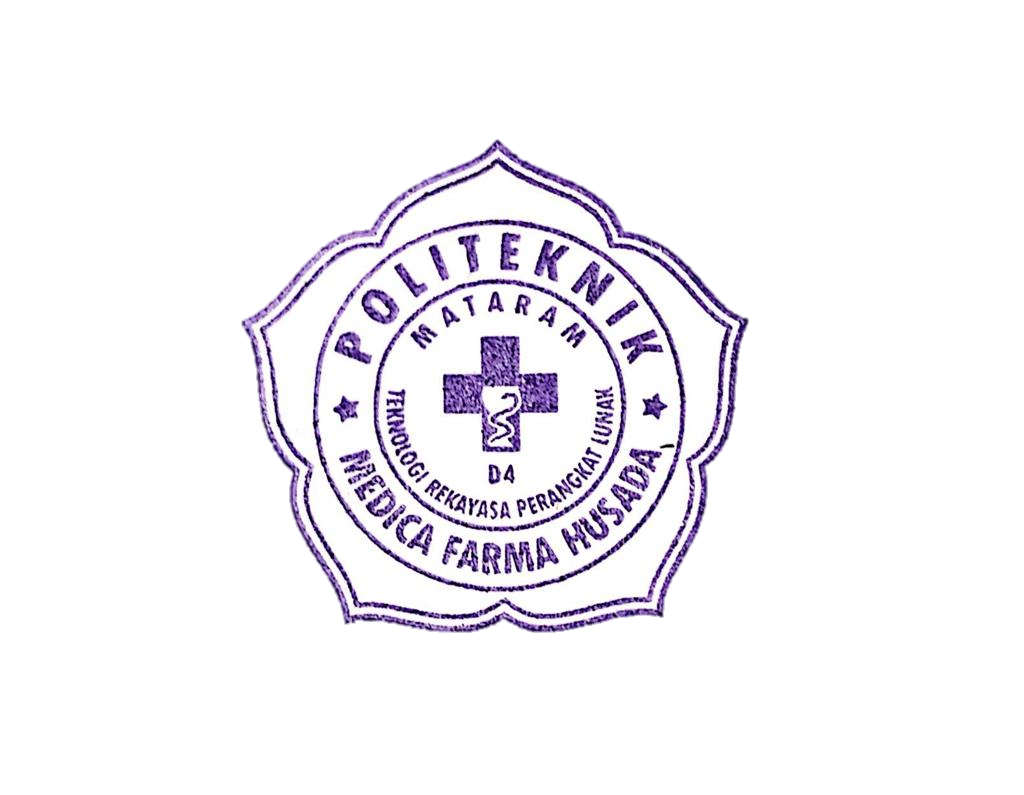 POLITEKNIK
MATARAM
D4
TEKNOLOGI REKAYASA PERANGKAT LUNAK
MEDICA FARMA HUSADA